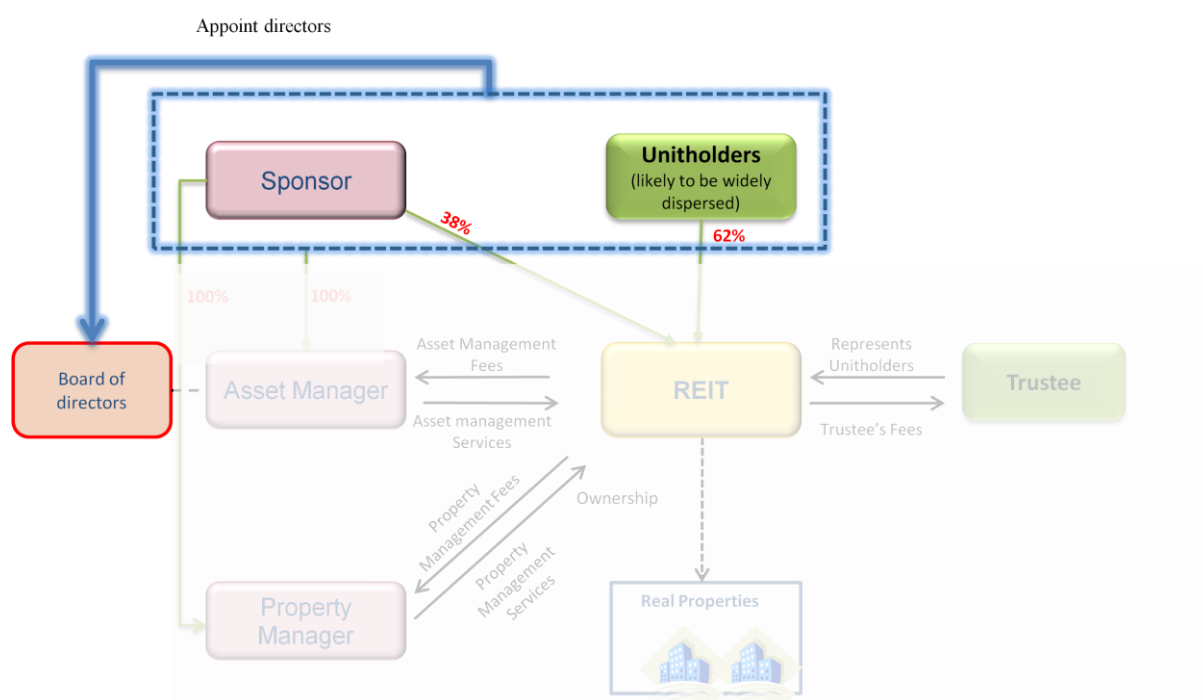 Appoint directors
Sponsor
Unitholders
(likely to be widely
dispersed)
38%
62%
100%
100%
Board of
directors
Asset Manager
Asset Management
Fees
Asset management
Services
REIT
Represents
Unitholders
Trustee's Fees
Trustee
Property
Management Fees
Property
Management
Services
Ownership
Property
Manager
Real Properties